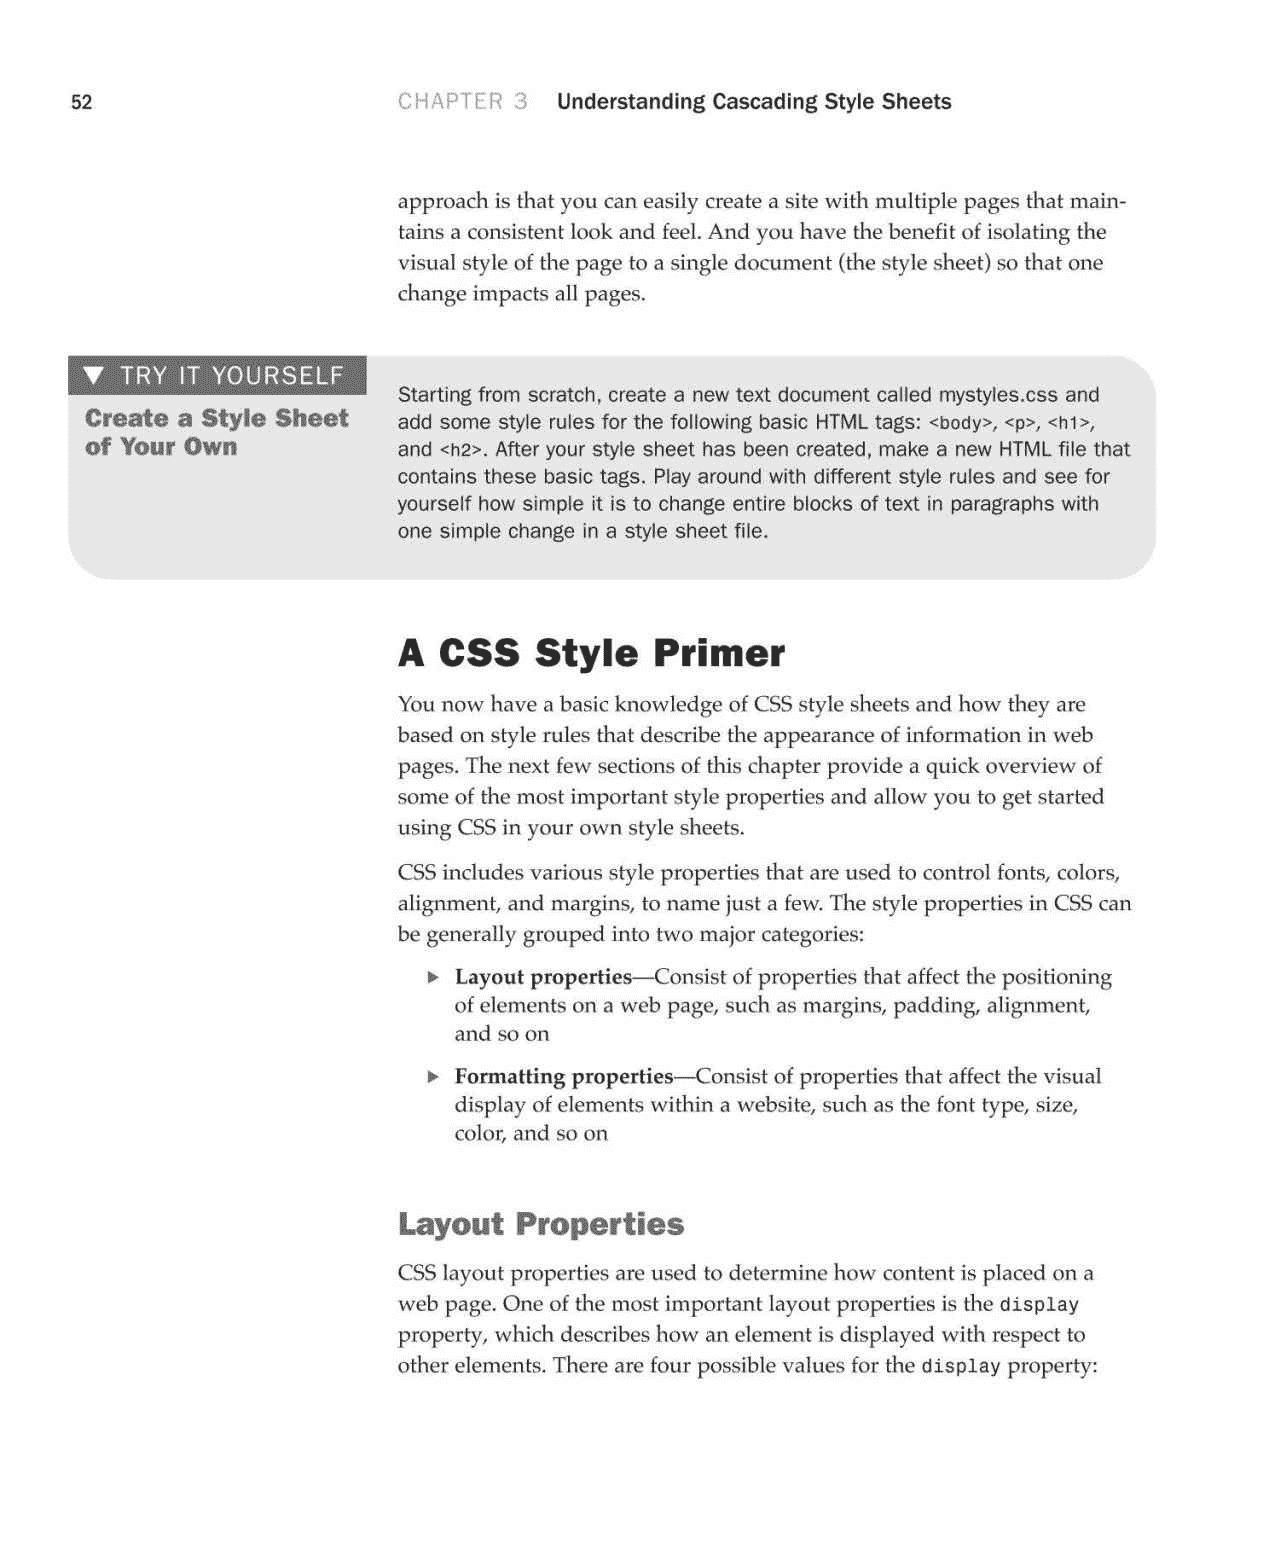 52
CHAPTER 3 Understanding Cascading Style Sheets
approach is that you can easily create a site with multiple pages that main-
tains a consistent look and feel. And you have the benefit of isolating the
visual style of the page to a single document (the style sheet) so that one
change impacts all pages.
▼ TRY IT YOURSELF
Create a Style Sheet
of Your Own
Starting from scratch, create a new text document called mystyles.css and
add some style rules for the following basic HTML tags: <body>, <p>, <h1>,
and <h2>. After your style sheet has been created, make a new HTML file that
contains these basic tags. Play around with different style rules and see for
yourself how simple it is to change entire blocks of text in paragraphs with
one simple change in a style sheet file.
A CSS Style Primer
You now have a basic knowledge of CSS style sheets and how they are
based on style rules that describe the appearance of information in web
pages. The next few sections of this chapter provide a quick overview of
some of the most important style properties and allow you to get started
using CSS in your own style sheets.
CSS includes various style properties that are used to control fonts, colors,
alignment, and margins, to name just a few. The style properties in CSS can
be generally grouped into two major categories:
► Layout properties—Consist of properties that affect the positioning
of elements on a web page, such as margins, padding, alignment,
and so on
► Formatting properties—Consist of properties that affect the visual
display of elements within a website, such as the font type, size,
color, and so on
Layout Properties
CSS layout properties are used to determine how content is placed on a
web page. One of the most important layout properties is the display
property, which describes how an element is displayed with respect to
other elements. There are four possible values for the display property: